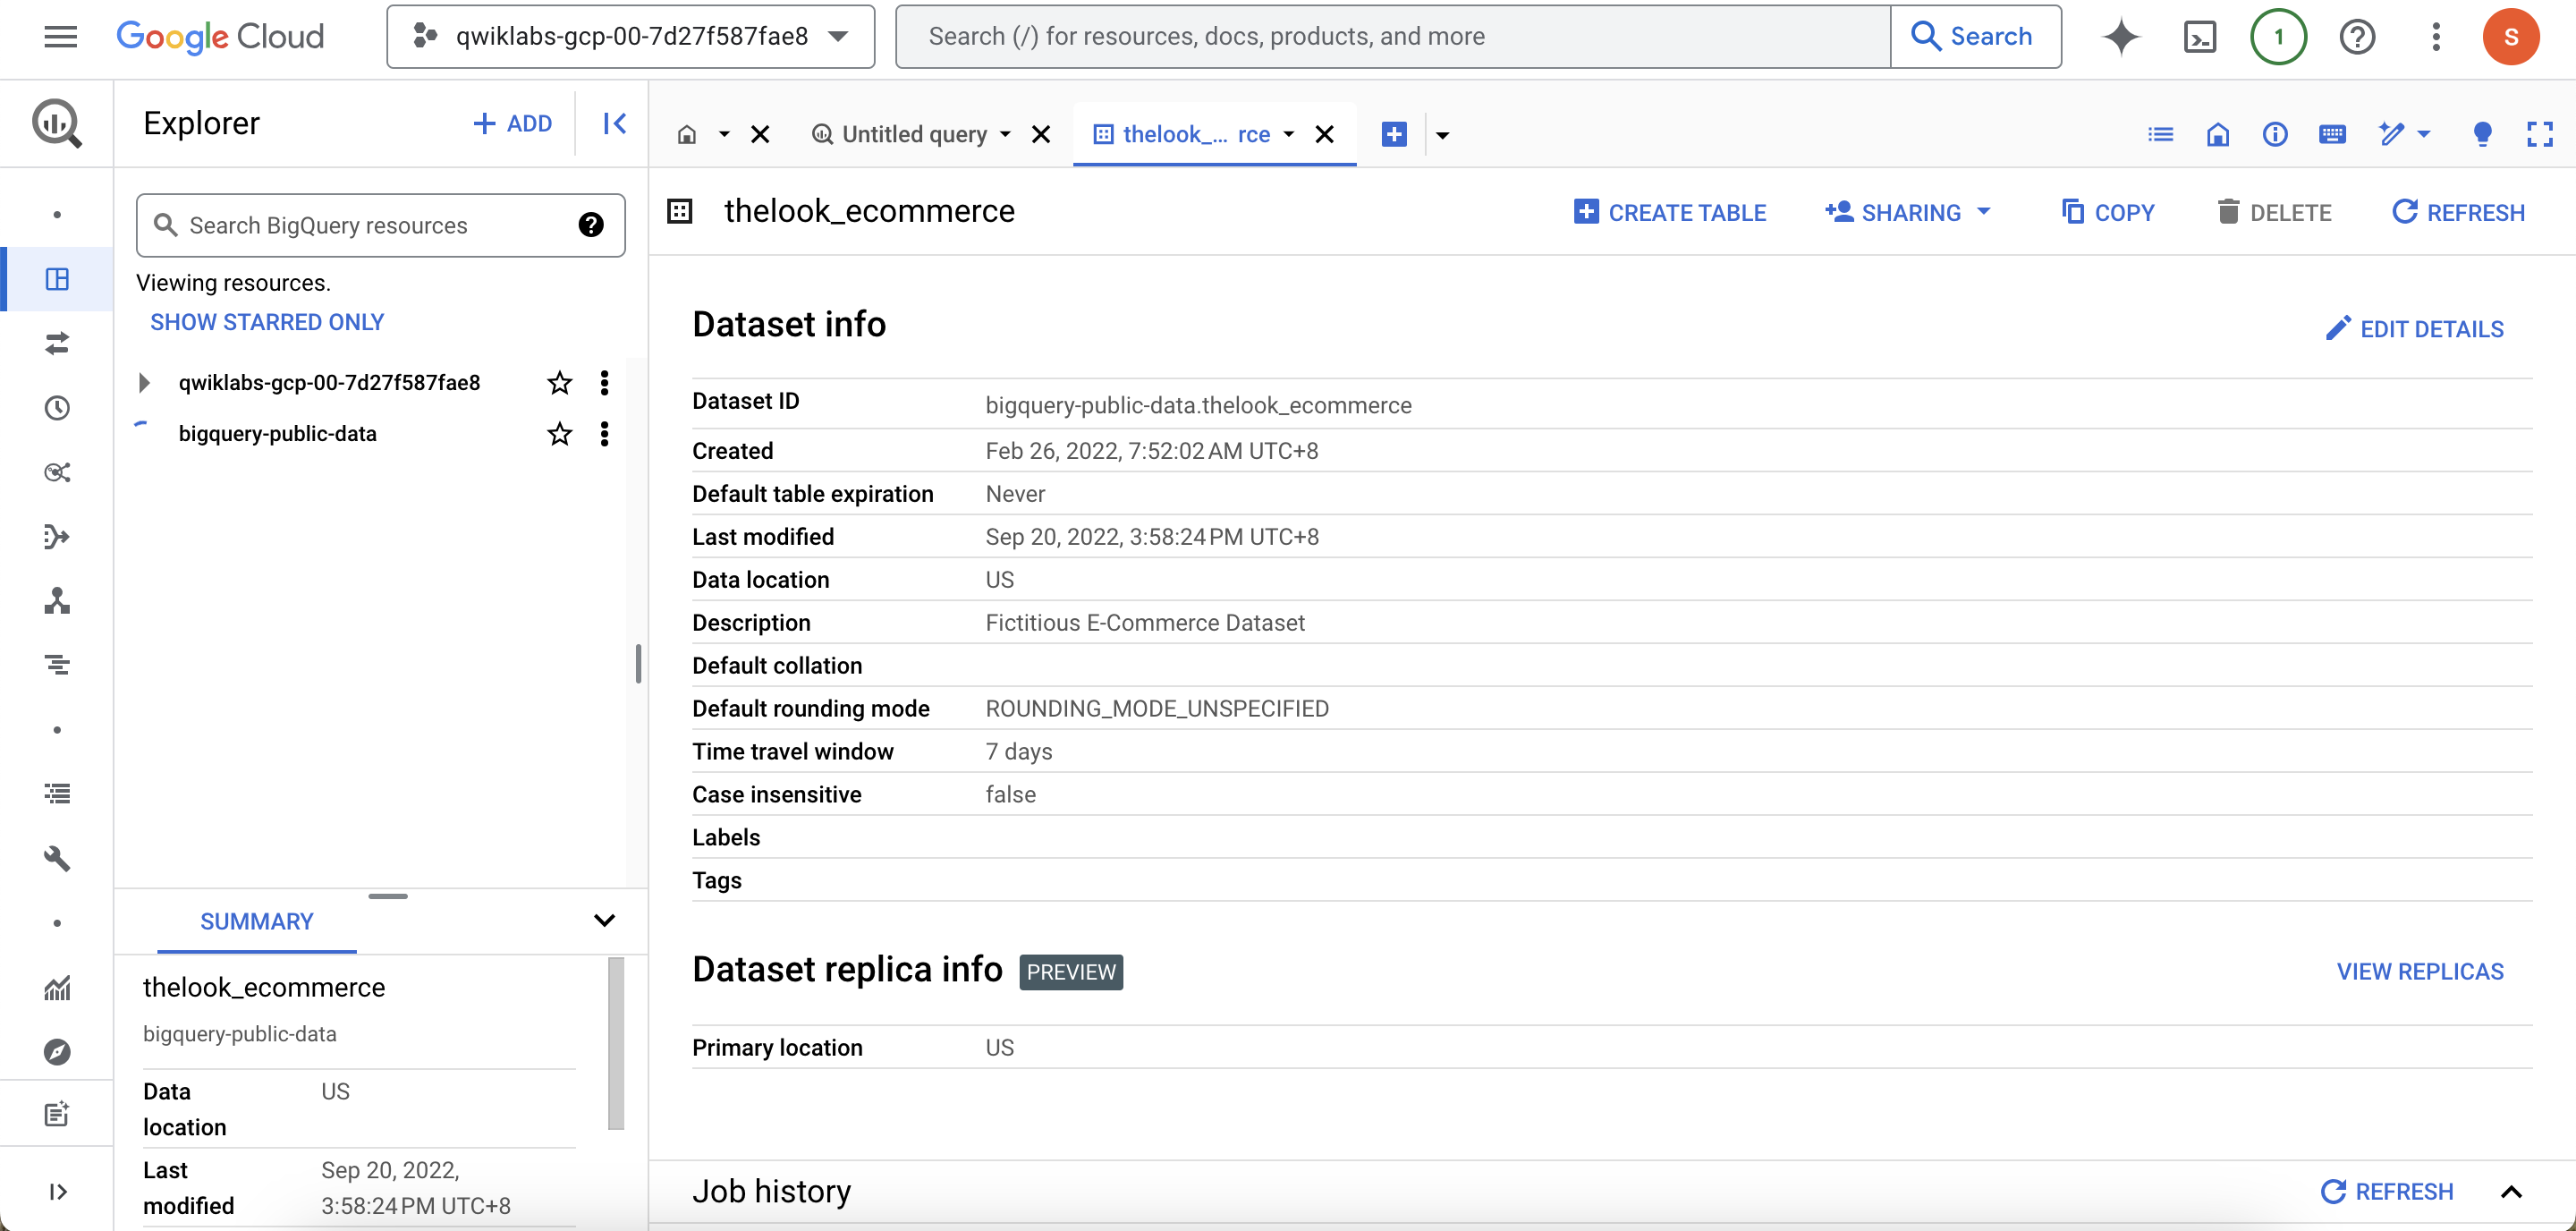 Google Cloud
qwiklabs-gcp-00-7d27f587fae8
Search (/) for resources, docs, products, and more
Search
1
S
Explorer
ADD
Untitled query
thelook_... rce
Search BigQuery resources
Viewing resources.
SHOW STARRED ONLY
qwiklabs-gcp-00-7d27f587fae8
bigquery-public-data
thelook_ecommerce
CREATE TABLE
SHARING
COPY
DELETE
REFRESH
Dataset info
EDIT DETAILS
Dataset ID bigquery-public-data.thelook_ecommerce
Created Feb 26, 2022, 7:52:02 AM UTC+8
Default table expiration Never
Last modified Sep 20, 2022, 3:58:24 PM UTC+8
Data location US
Description Fictitious E-Commerce Dataset
Default collation
Default rounding mode ROUNDING_MODE_UNSPECIFIED
Time travel window 7 days
Case insensitive false
Labels
Tags
Dataset replica info PREVIEW
VIEW REPLICAS
Primary location US
SUMMARY
thelook_ecommerce
bigquery-public-data
Data location US
Last modified Sep 20, 2022, 3:58:24 PM UTC+8
Job history
REFRESH